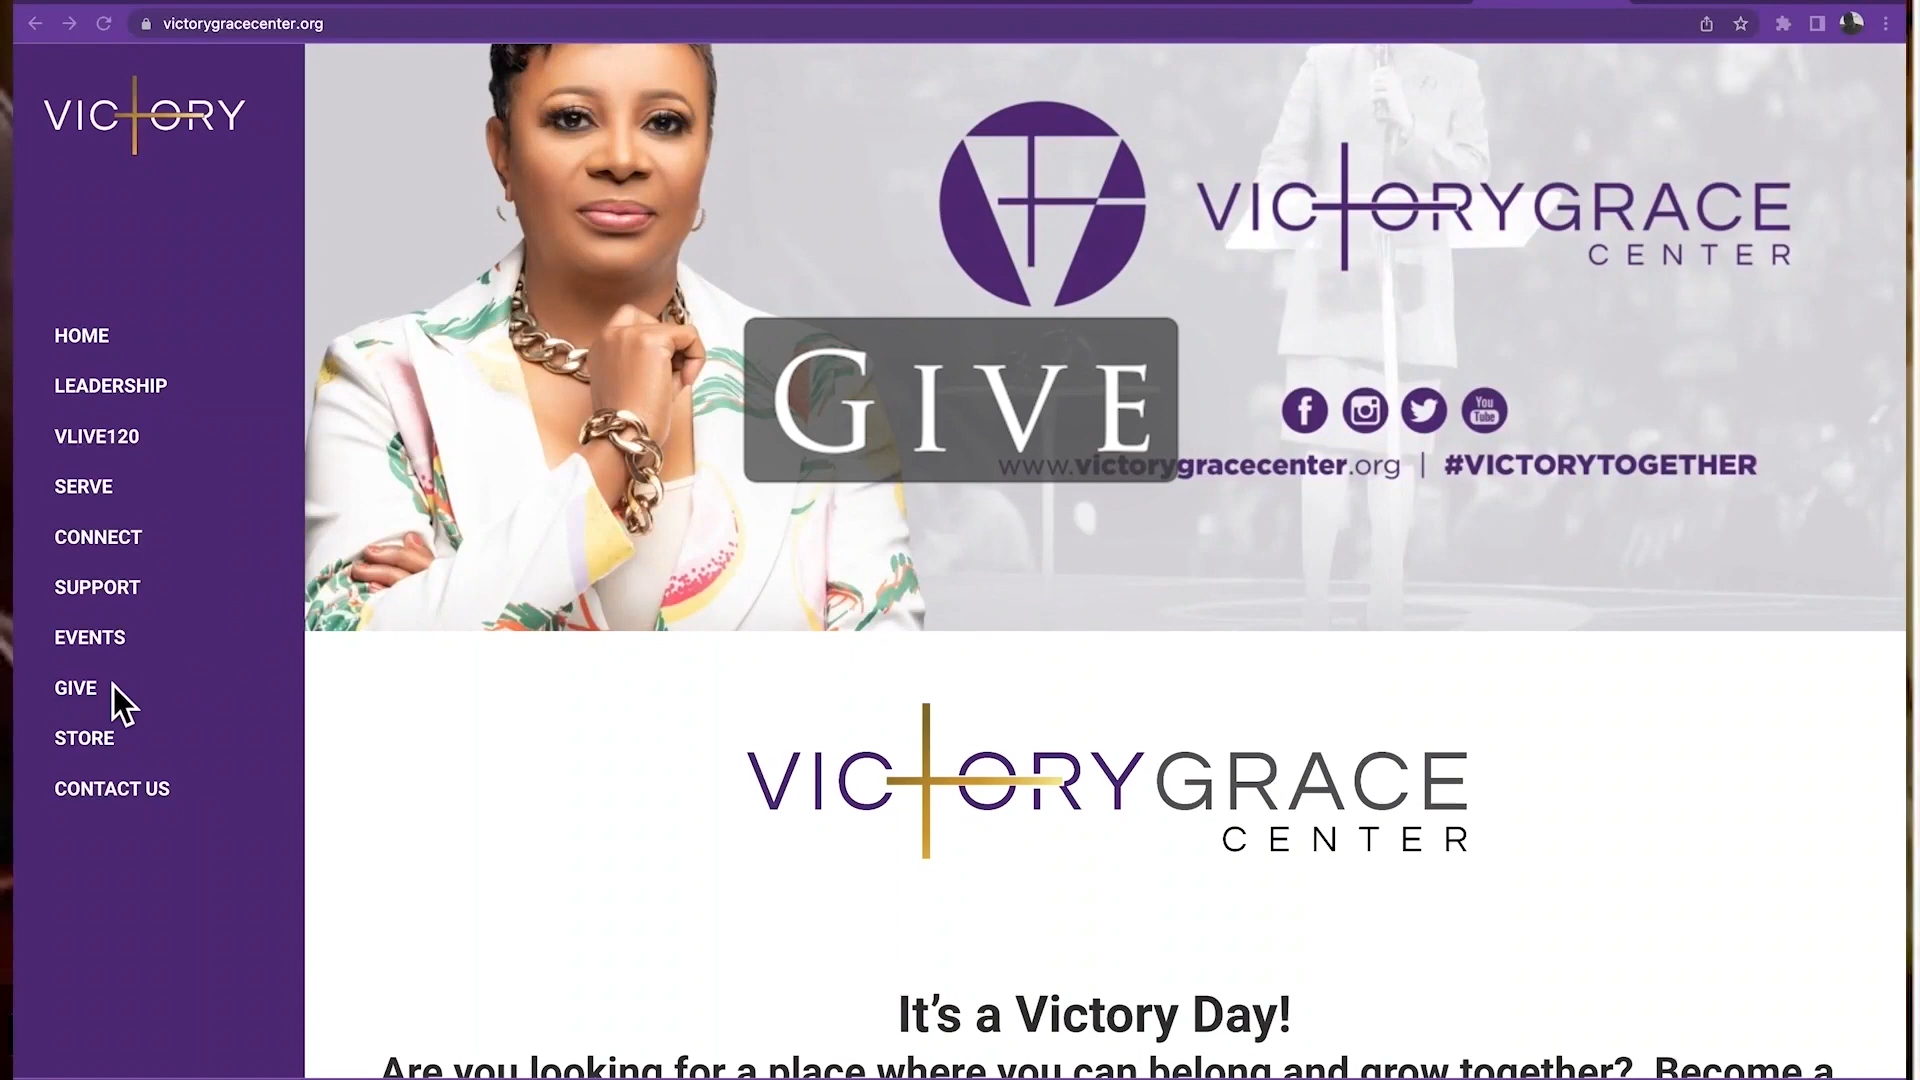 victorygracecenter.org
VICTORY
HOME
LEADERSHIP
VLIVE120
SERVE
CONNECT
SUPPORT
EVENTS
GIVE
STORE
CONTACT US
VICTORYGRACE
CENTER
GIVE
You
Tube
www.victorygracecenter.org | #VICTORYTOGETHER
VICTORYGRACE
CENTER
It's a Victory Day!
Are you looking for a place where you can belong and grow together? Become a